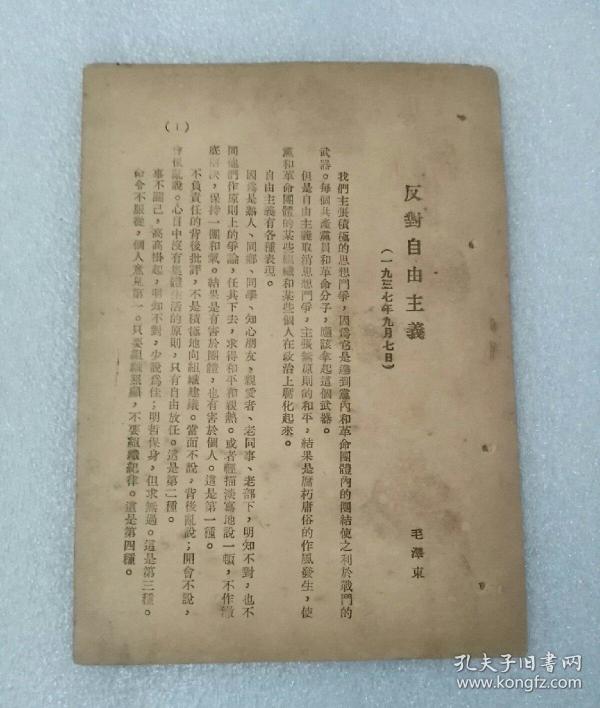 反對自由主義
（一九三七年九月七日）
毛澤東
我們主張積極的思想鬥爭，因爲它是達到黨內和革命團體內的團結使之利於戰鬥的
武器。每個共產黨員和革命分子，應該拿起這個武器。
但是自由主義取消思想鬥爭，主張無原則的和平，結果是腐朽庸俗的作風發生，使
黨和革命團體的某些組織和某些個人在政治上腐化起來。
自由主義有各種表現。
因爲是熟人、同鄉、同學、知心朋友、親愛者、老同事、老部下，明知不對，也不
同他們作原則上的爭論，任其下去，求得和平和親熱。或者輕描淡寫地說一頓，不作徹
底解決，保持一團和氣。結果是有害於團體，也有害於個人。這是第一種。
不負責任的背後批評，不是積極地向組織建議。當面不說，背後亂說；開會不說，
會後亂說。心目中沒有集體生活的原則，只有自由放任。這是第二種。
事不關己，高高掛起，明知不對，少說爲佳；明哲保身，但求無過。這是第三種。
命令不服從，個人意見第一。只要組織照顧，不要組織紀律。這是第四種。
（1）
孔夫子旧书网
www.kongfz.com